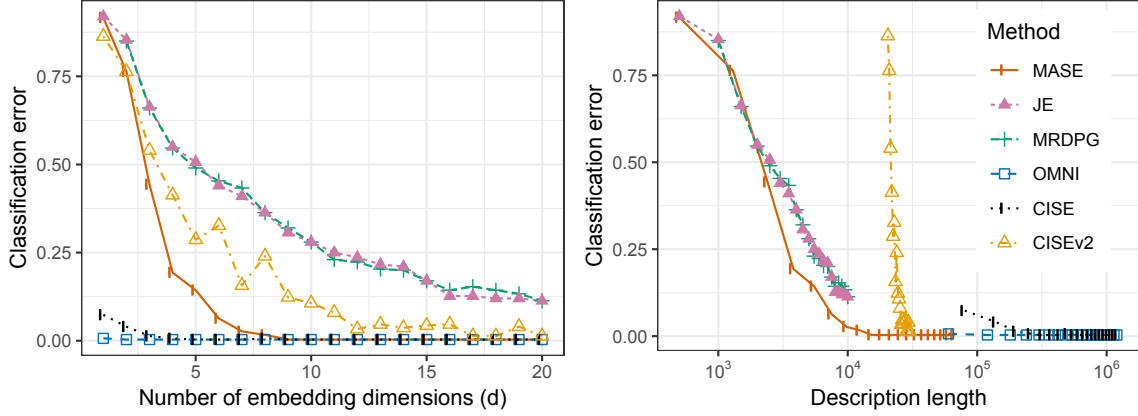 Classification error
0.75
0.50
0.25
0.00
5
10
15
20
Number of embedding dimensions (d)
Classification error
0.75
0.50
0.25
0.00
10³
10⁴
10⁵
10⁶
Description length
Method
MASE
JE
MRDPG
OMNI
CISE
CISEv2